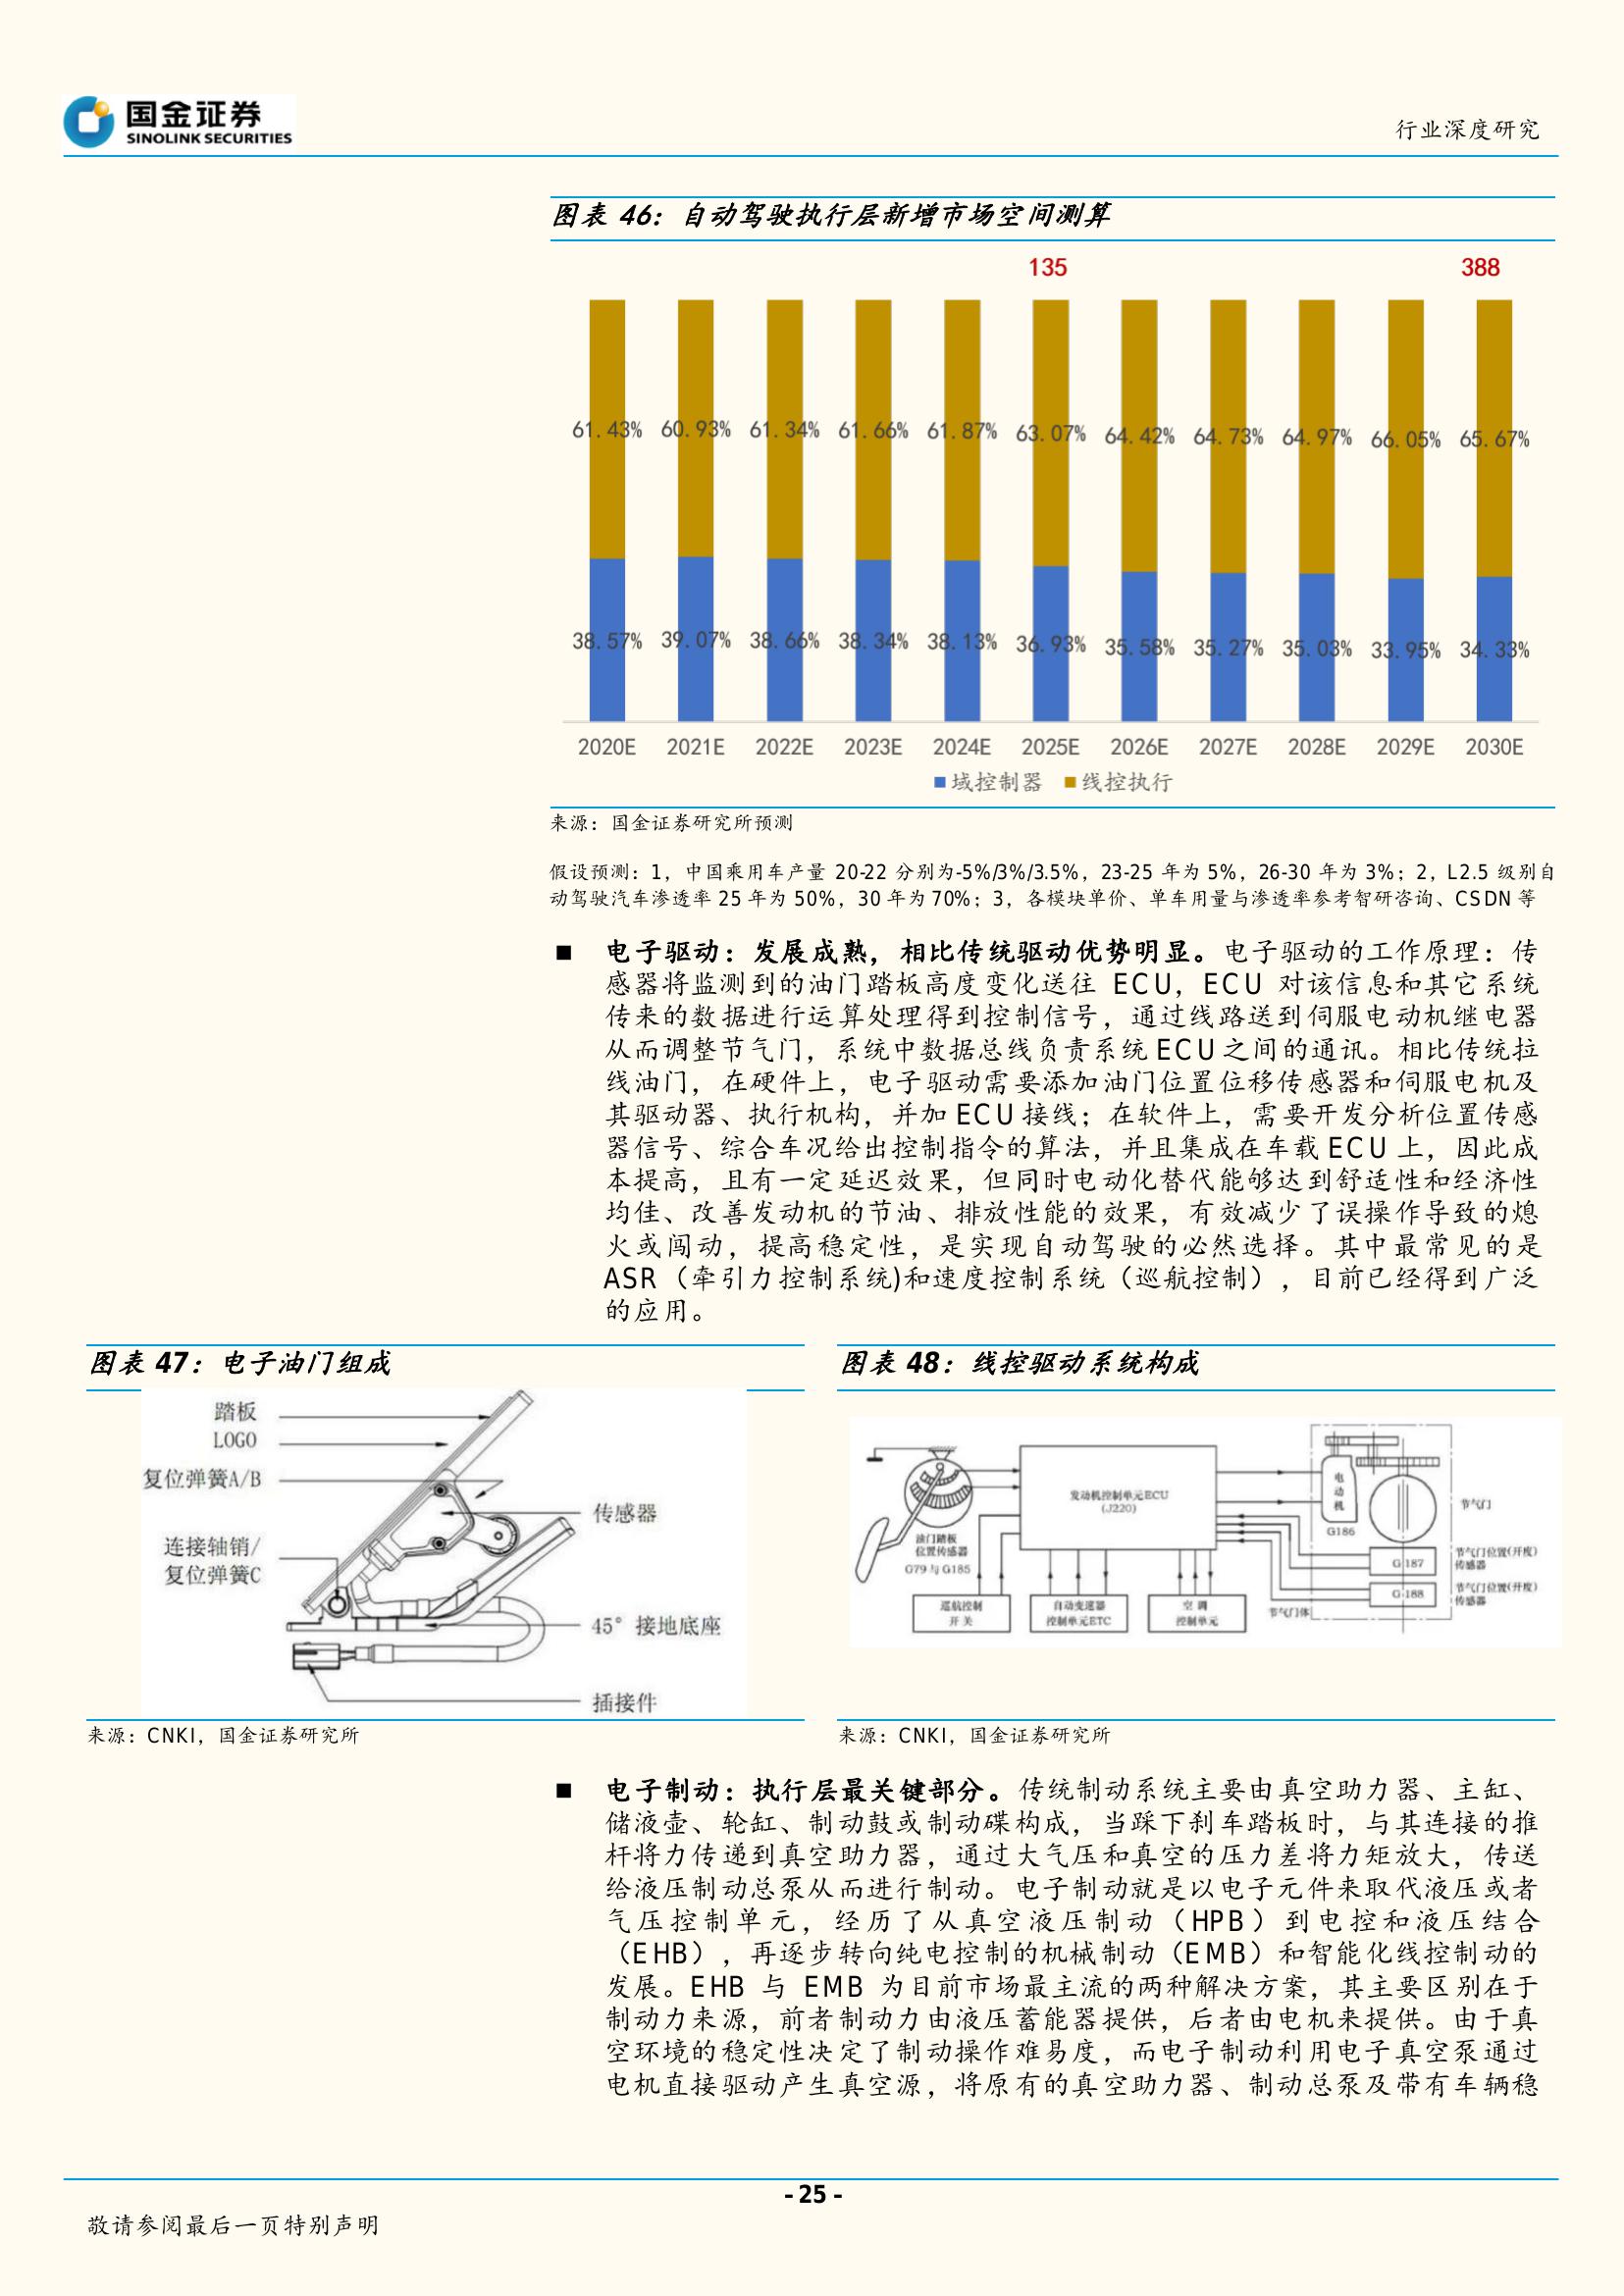 国金证券
SINOLINK SECURITIES
行业深度研究
图表 46：自动驾驶执行层新增市场空间测算
135 388
61.43% 60.93% 61.34% 61.66% 61.87% 63.07% 64.42% 64.73% 64.97% 66.05% 65.67%
38.57% 39.07% 38.66% 38.34% 38.13% 36.93% 35.58% 35.27% 35.03% 33.95% 34.33%
2020E 2021E 2022E 2023E 2024E 2025E 2026E 2027E 2028E 2029E 2030E
域控制器 线控执行
来源：国金证券研究所预测
假设预测：1，中国乘用车产量 20-22 分别为-5%/3%/3.5%，23-25 年为 5%，26-30 年为 3%；2，L2.5 级别自
动驾驶汽车渗透率 25 年为 50%，30 年为 70%；3，各模块单价、单车用量与渗透率参考智研咨询、CSDN 等
■ 电子驱动：发展成熟，相比传统驱动优势明显。电子驱动的工作原理：传
感器将监测到的油门踏板高度变化送往 ECU，ECU 对该信息和其它系统
传来的数据进行运算处理得到控制信号，通过线路送到伺服电动机继电器
从而调整节气门，系统中数据总线负责系统 ECU 之间的通讯。相比传统拉
线油门，在硬件上，电子驱动需要添加油门位置位移传感器和伺服电机及
其驱动器、执行机构，并加 ECU 接线；在软件上，需要开发分析位置传感
器信号、综合车况给出控制指令的算法，并且集成在车载 ECU 上，因此成
本提高，且有一定延迟效果，但同时电动化替代能够达到舒适性和经济性
均佳、改善发动机的节油、排放性能的效果，有效减少了误操作导致的熄
火或闯动，提高稳定性，是实现自动驾驶的必然选择。其中最常见的是
ASR（牵引力控制系统)和速度控制系统（巡航控制），目前已经得到广泛
的应用。
图表 47：电子油门组成
踏板
LOGO
复位弹簧A/B
传感器
连接轴销/
复位弹簧C
45° 接地底座
插接件
来源：CNKI，国金证券研究所
图表 48：线控驱动系统构成
发动机控制单元ECU
(J220)
电
动
机
G186
节气门
油门踏板
位置传感器
G79 与 G185
G187
节气门位置(开度)
传感器
G-188
节气门位置(开度)
传感器
巡航控制
开 关
自动变速器
控制单元ETC
空 调
控制单元
节气门体
来源：CNKI，国金证券研究所
■ 电子制动：执行层最关键部分。传统制动系统主要由真空助力器、主缸、
储液壶、轮缸、制动鼓或制动碟构成，当踩下刹车踏板时，与其连接的推
杆将力传递到真空助力器，通过大气压和真空的压力差将力矩放大，传送
给液压制动总泵从而进行制动。电子制动就是以电子元件来取代液压或者
气压控制单元，经历了从真空液压制动（HPB）到电控和液压结合
（EHB），再逐步转向纯电控制的机械制动（EMB）和智能化线控制动的
发展。EHB 与 EMB 为目前市场最主流的两种解决方案，其主要区别在于
制动力来源，前者制动力由液压蓄能器提供，后者由电机来提供。由于真
空环境的稳定性决定了制动操作难易度，而电子制动利用电子真空泵通过
电机直接驱动产生真空源，将原有的真空助力器、制动总泵及带有车辆稳
- 25 -
敬请参阅最后一页特别声明